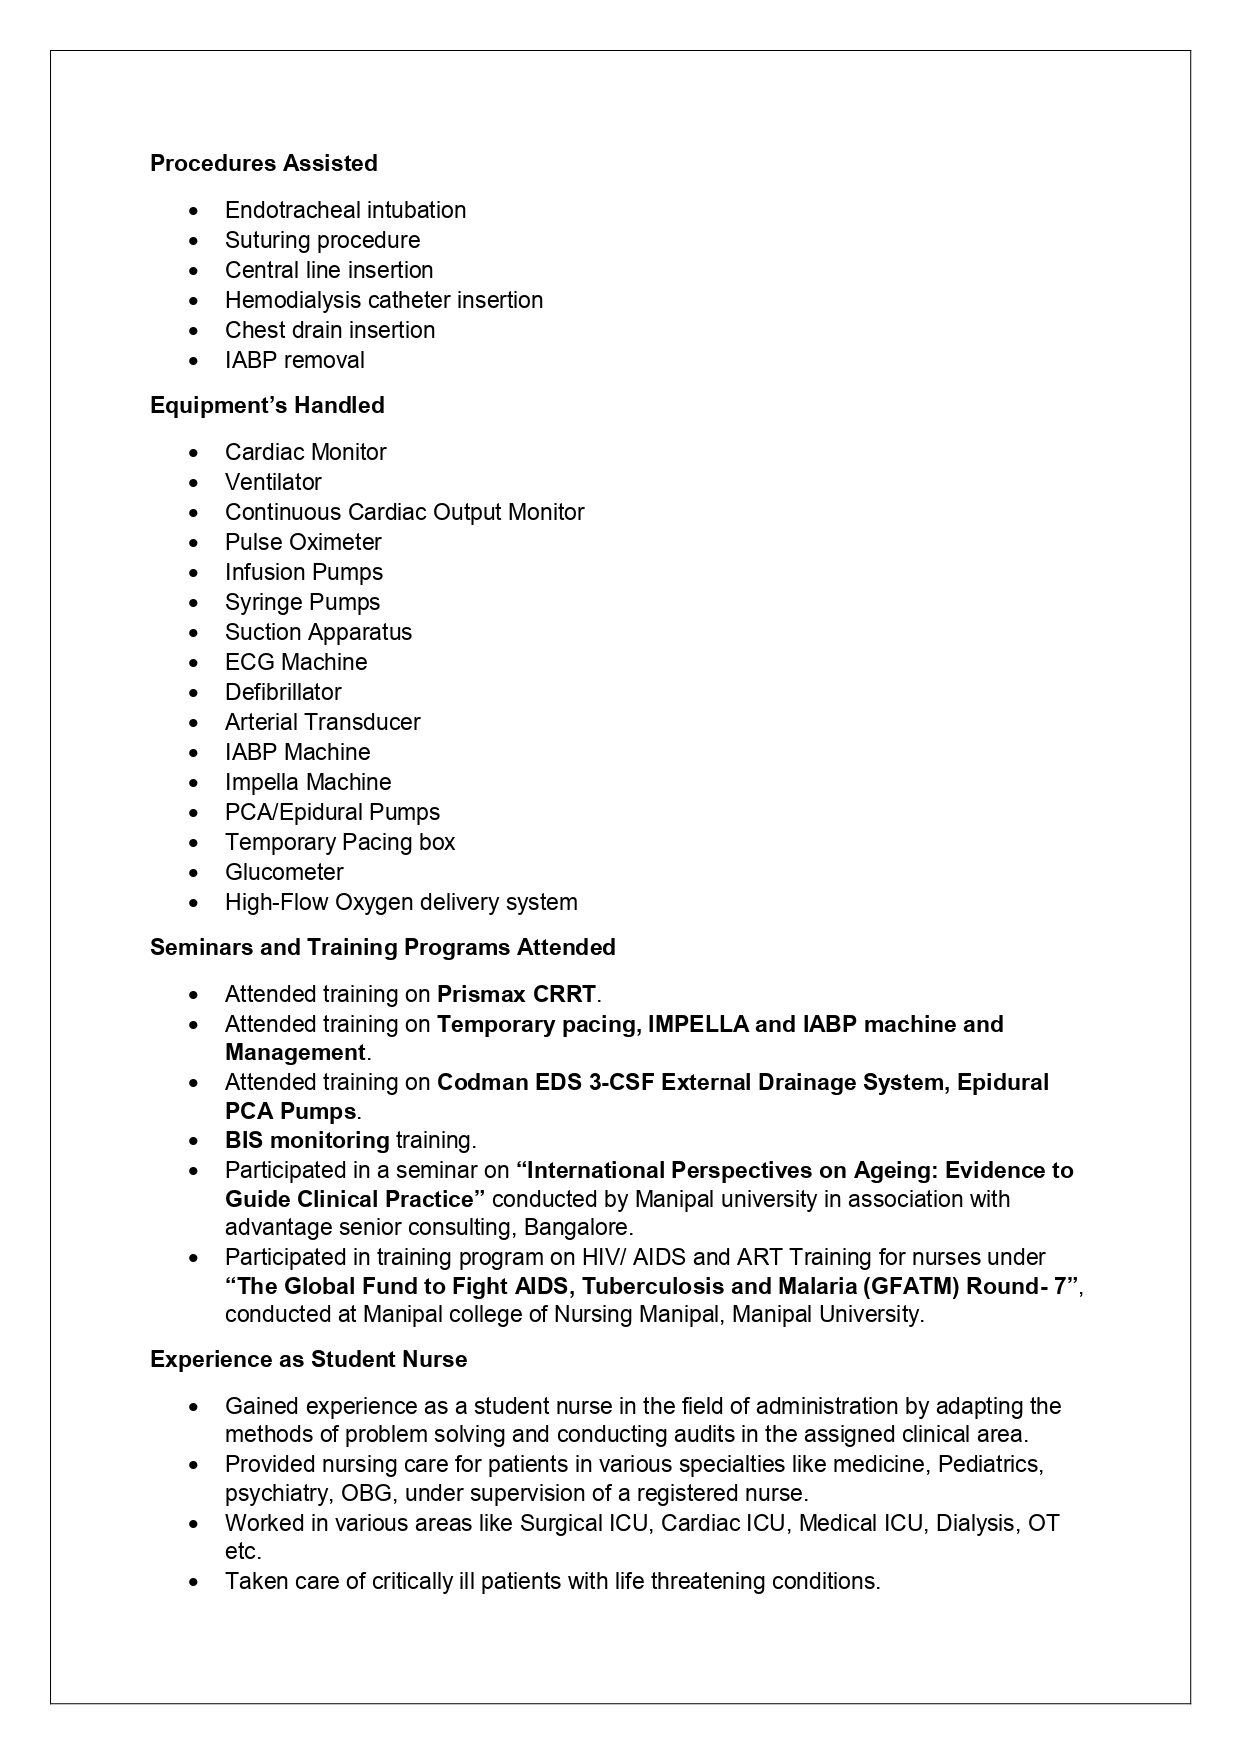 Procedures Assisted
• Endotracheal intubation
• Suturing procedure
• Central line insertion
• Hemodialysis catheter insertion
• Chest drain insertion
• IABP removal
Equipment’s Handled
• Cardiac Monitor
• Ventilator
• Continuous Cardiac Output Monitor
• Pulse Oximeter
• Infusion Pumps
• Syringe Pumps
• Suction Apparatus
• ECG Machine
• Defibrillator
• Arterial Transducer
• IABP Machine
• Impella Machine
• PCA/Epidural Pumps
• Temporary Pacing box
• Glucometer
• High-Flow Oxygen delivery system
Seminars and Training Programs Attended
• Attended training on Prismax CRRT.
• Attended training on Temporary pacing, IMPELLA and IABP machine and
Management.
• Attended training on Codman EDS 3-CSF External Drainage System, Epidural
PCA Pumps.
• BIS monitoring training.
• Participated in a seminar on “International Perspectives on Ageing: Evidence to
Guide Clinical Practice” conducted by Manipal university in association with
advantage senior consulting, Bangalore.
• Participated in training program on HIV/ AIDS and ART Training for nurses under
“The Global Fund to Fight AIDS, Tuberculosis and Malaria (GFATM) Round- 7”,
conducted at Manipal college of Nursing Manipal, Manipal University.
Experience as Student Nurse
• Gained experience as a student nurse in the field of administration by adapting the
methods of problem solving and conducting audits in the assigned clinical area.
• Provided nursing care for patients in various specialties like medicine, Pediatrics,
psychiatry, OBG, under supervision of a registered nurse.
• Worked in various areas like Surgical ICU, Cardiac ICU, Medical ICU, Dialysis, OT
etc.
• Taken care of critically ill patients with life threatening conditions.